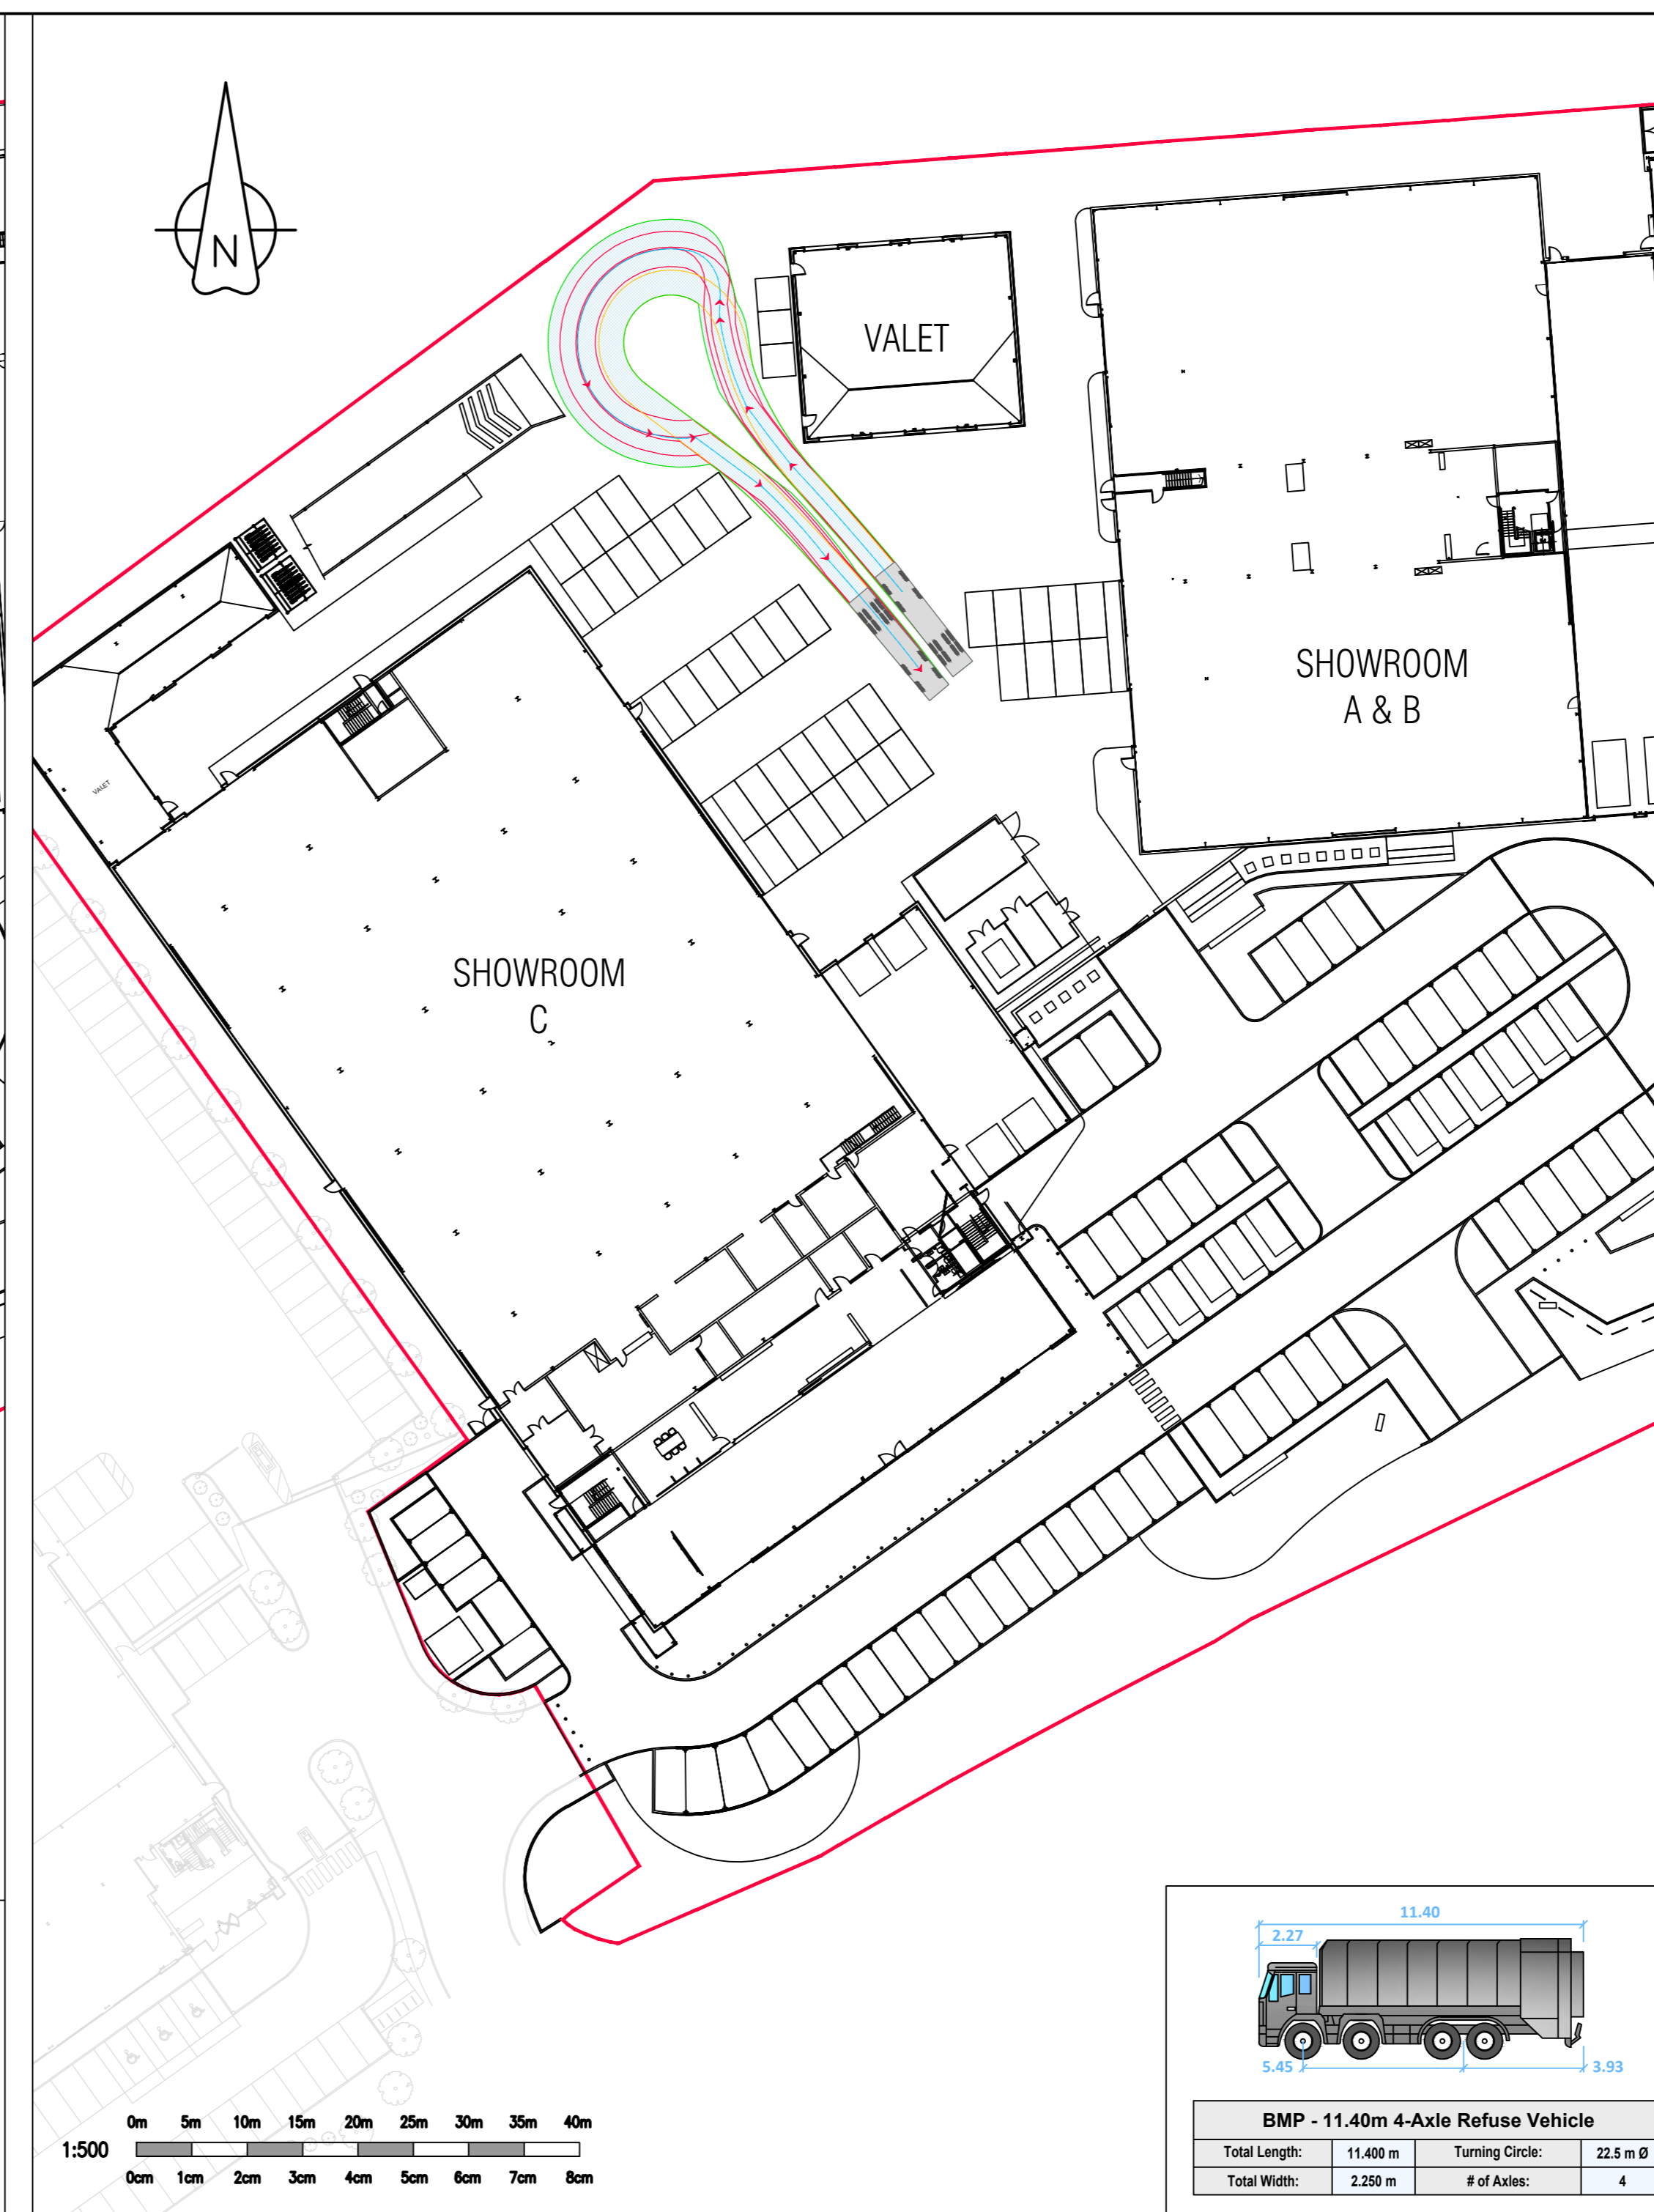 N
VALET
SHOWROOM
A & B
VALET
SHOWROOM
C
11.40
2.27
5.45
3.93
BMP - 11.40m 4-Axle Refuse Vehicle
Total Length: 11.400 m Turning Circle: 22.5 m Ø
Total Width: 2.250 m # of Axles: 4
0m 5m 10m 15m 20m 25m 30m 35m 40m
1:500
0cm 1cm 2cm 3cm 4cm 5cm 6cm 7cm 8cm